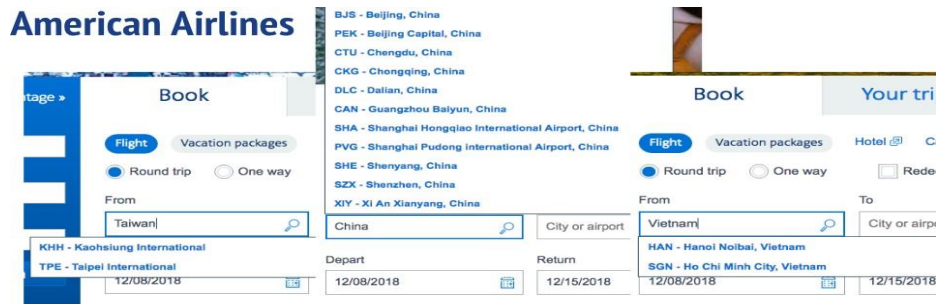 American Airlines
ntage »
Book
Flight
Vacation packages
Round trip
One way
From
Taiwan
KHH - Kaohsiung International
TPE - Taipei International
12/08/2018
BJS - Beijing, China
PEK - Beijing Capital, China
CTU - Chengdu, China
CKG - Chongqing, China
DLC - Dalian, China
CAN - Guangzhou Baiyun, China
SHA - Shanghai Hongqiao International Airport, China
PVG - Shanghai Pudong international Airport, China
SHE - Shenyang, China
SZX - Shenzhen, China
XIY - Xi An Xianyang, China
China
City or airport
Depart
Return
12/08/2018
12/15/2018
Book
Your tri
Flight
Vacation packages
Hotel
C
Round trip
One way
Rede
From
To
Vietnam
City or airpo
HAN - Hanoi Noibai, Vietnam
SGN - Ho Chi Minh City, Vietnam
12/08/2018
12/15/2018